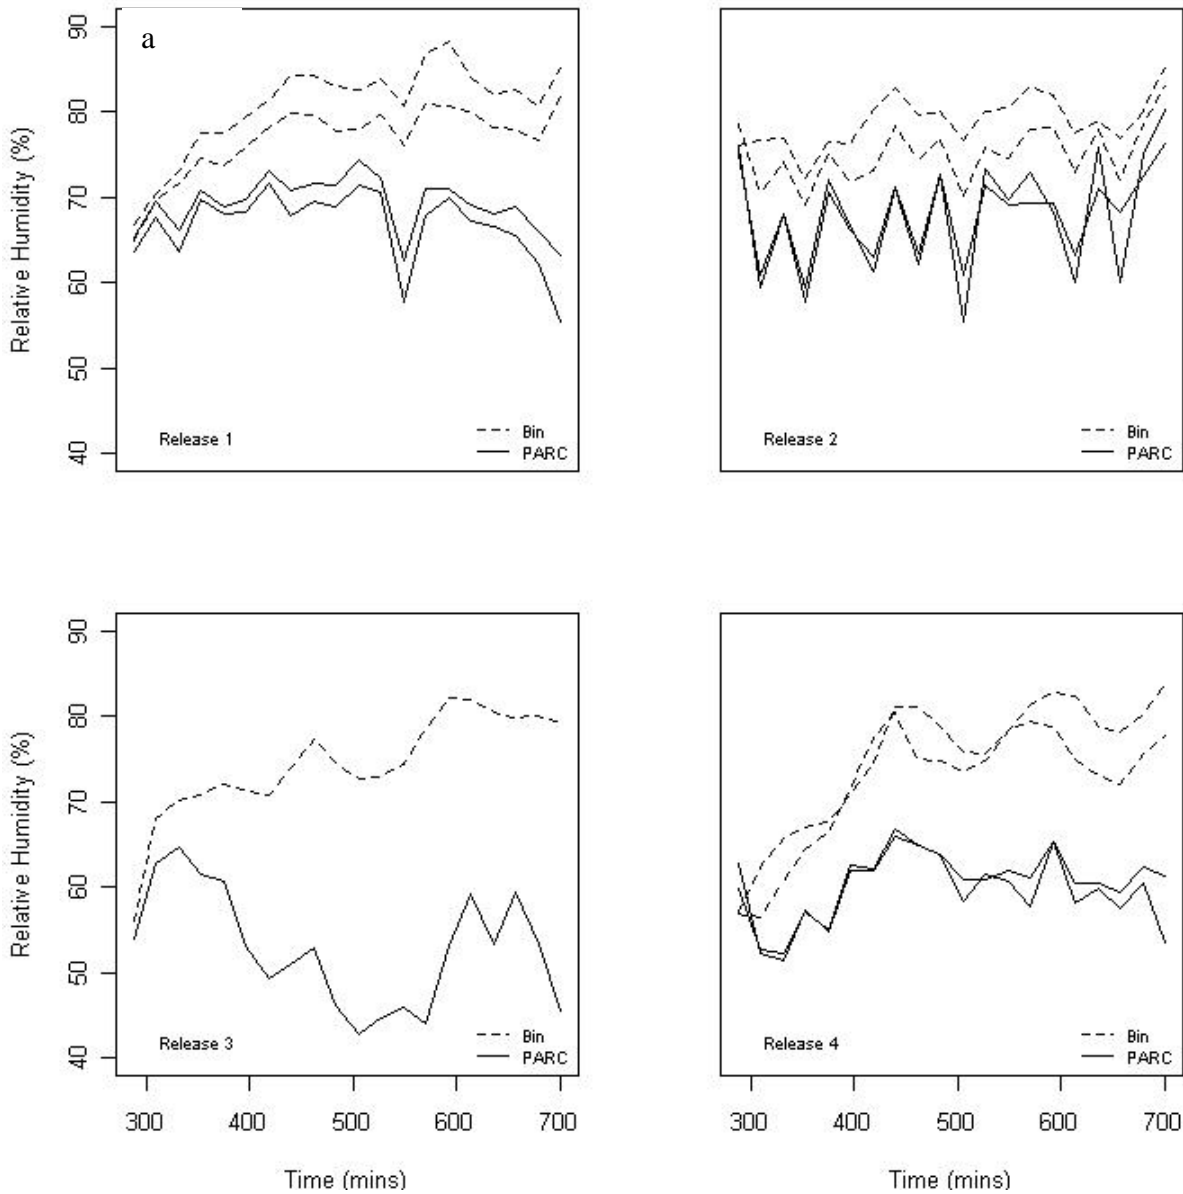 a
Relative Humidity (%)
90
80
70
60
50
40
Release 1
Bin
PARC
Release 2
Bin
PARC
Relative Humidity (%)
90
80
70
60
50
40
Release 3
Bin
PARC
300 400 500 600 700
Time (mins)
Release 4
Bin
PARC
300 400 500 600 700
Time (mins)